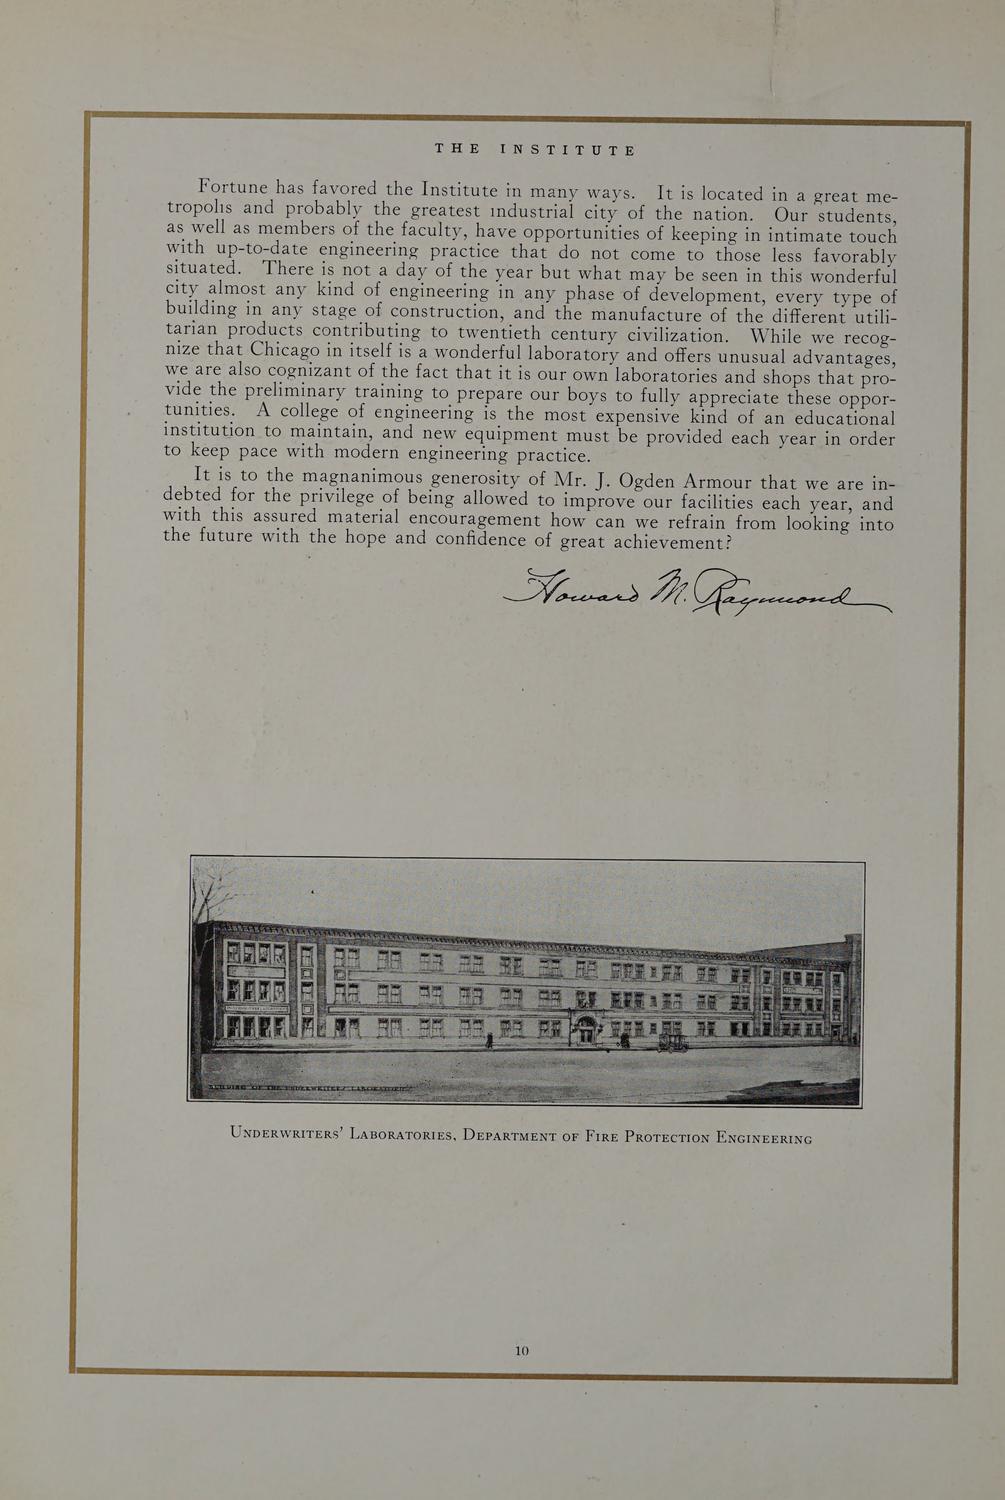 THE INSTITUTE
Fortune has favored the Institute in many ways. It is located in a great me-
tropolis and probably the greatest industrial city of the nation. Our students,
as well as members of the faculty, have opportunities of keeping in intimate touch
with up-to-date engineering practice that do not come to those less favorably
situated. There is not a day of the year but what may be seen in this wonderful
city almost any kind of engineering in any phase of development, every type of
building in any stage of construction, and the manufacture of the different utili-
tarian products contributing to twentieth century civilization. While we recog-
nize that Chicago in itself is a wonderful laboratory and offers unusual advantages,
we are also cognizant of the fact that it is our own laboratories and shops that pro-
vide the preliminary training to prepare our boys to fully appreciate these oppor-
tunities. A college of engineering is the most expensive kind of an educational
institution to maintain, and new equipment must be provided each year in order
to keep pace with modern engineering practice.
It is to the magnanimous generosity of Mr. J. Ogden Armour that we are in-
debted for the privilege of being allowed to improve our facilities each year, and
with this assured material encouragement how can we refrain from looking into
the future with the hope and confidence of great achievement?
Howard M. Raymond
BUILDING OF THE UNDERWRITERS' LABORATORIES
UNDERWRITERS' LABORATORIES, DEPARTMENT OF FIRE PROTECTION ENGINEERING
10